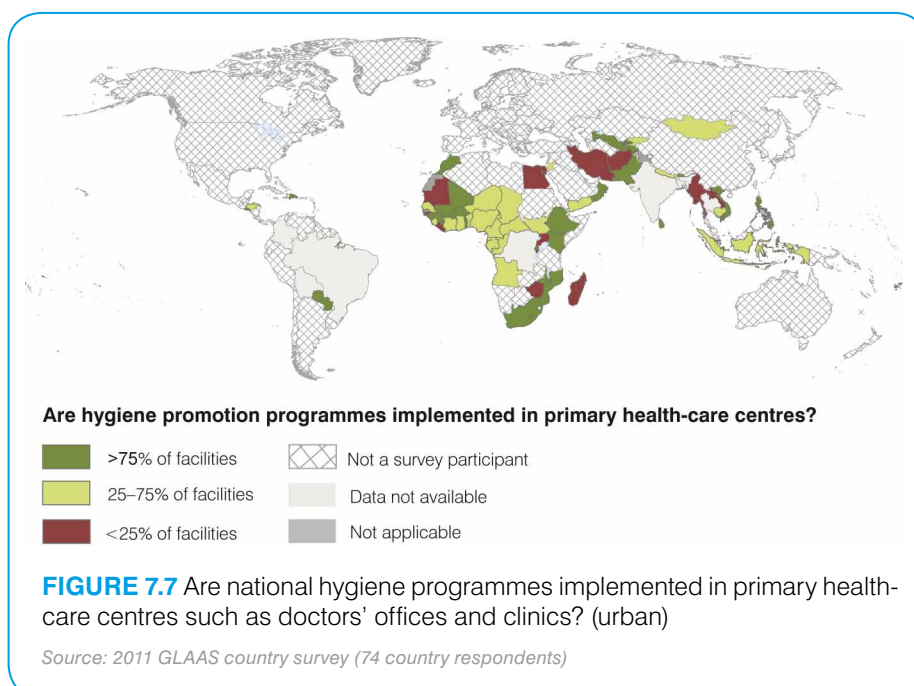 Are hygiene promotion programmes implemented in primary health-care centres?
>75% of facilities
25–75% of facilities
<25% of facilities
Not a survey participant
Data not available
Not applicable
FIGURE 7.7 Are national hygiene programmes implemented in primary health-
care centres such as doctors' offices and clinics? (urban)
Source: 2011 GLAAS country survey (74 country respondents)